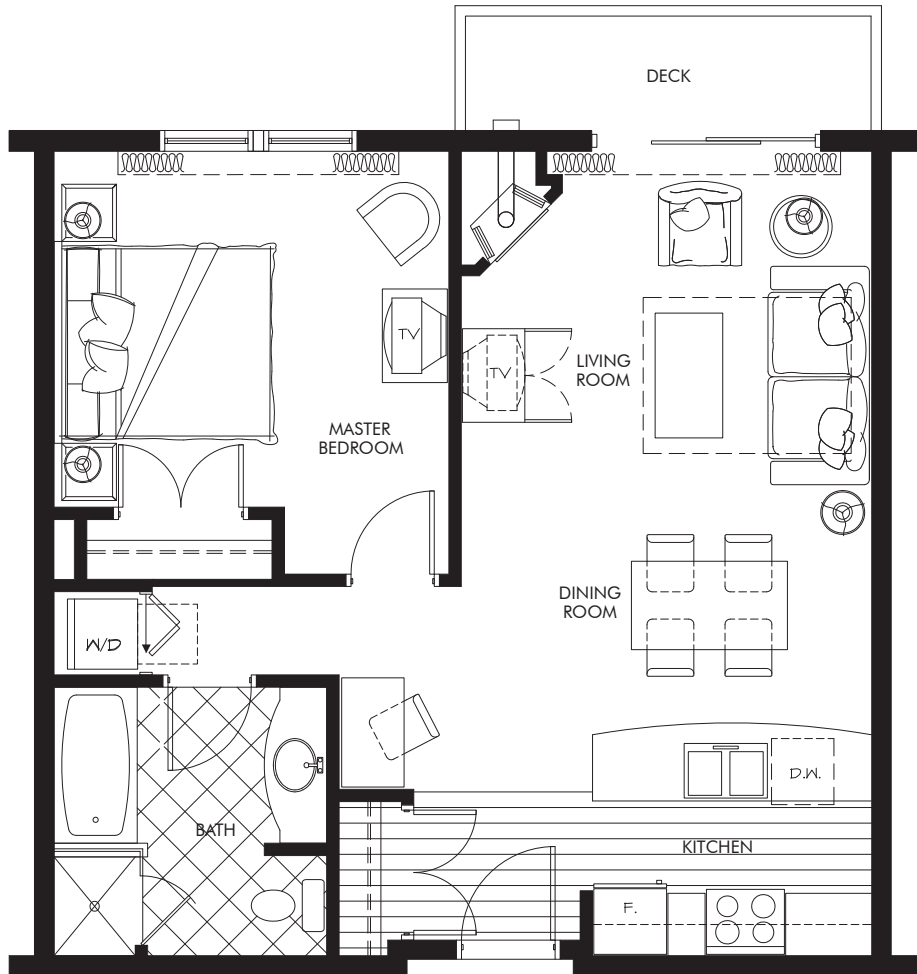 DECK
TV
TV
LIVING
ROOM
MASTER
BEDROOM
DINING
ROOM
W/D
D.W.
BATH
KITCHEN
F.